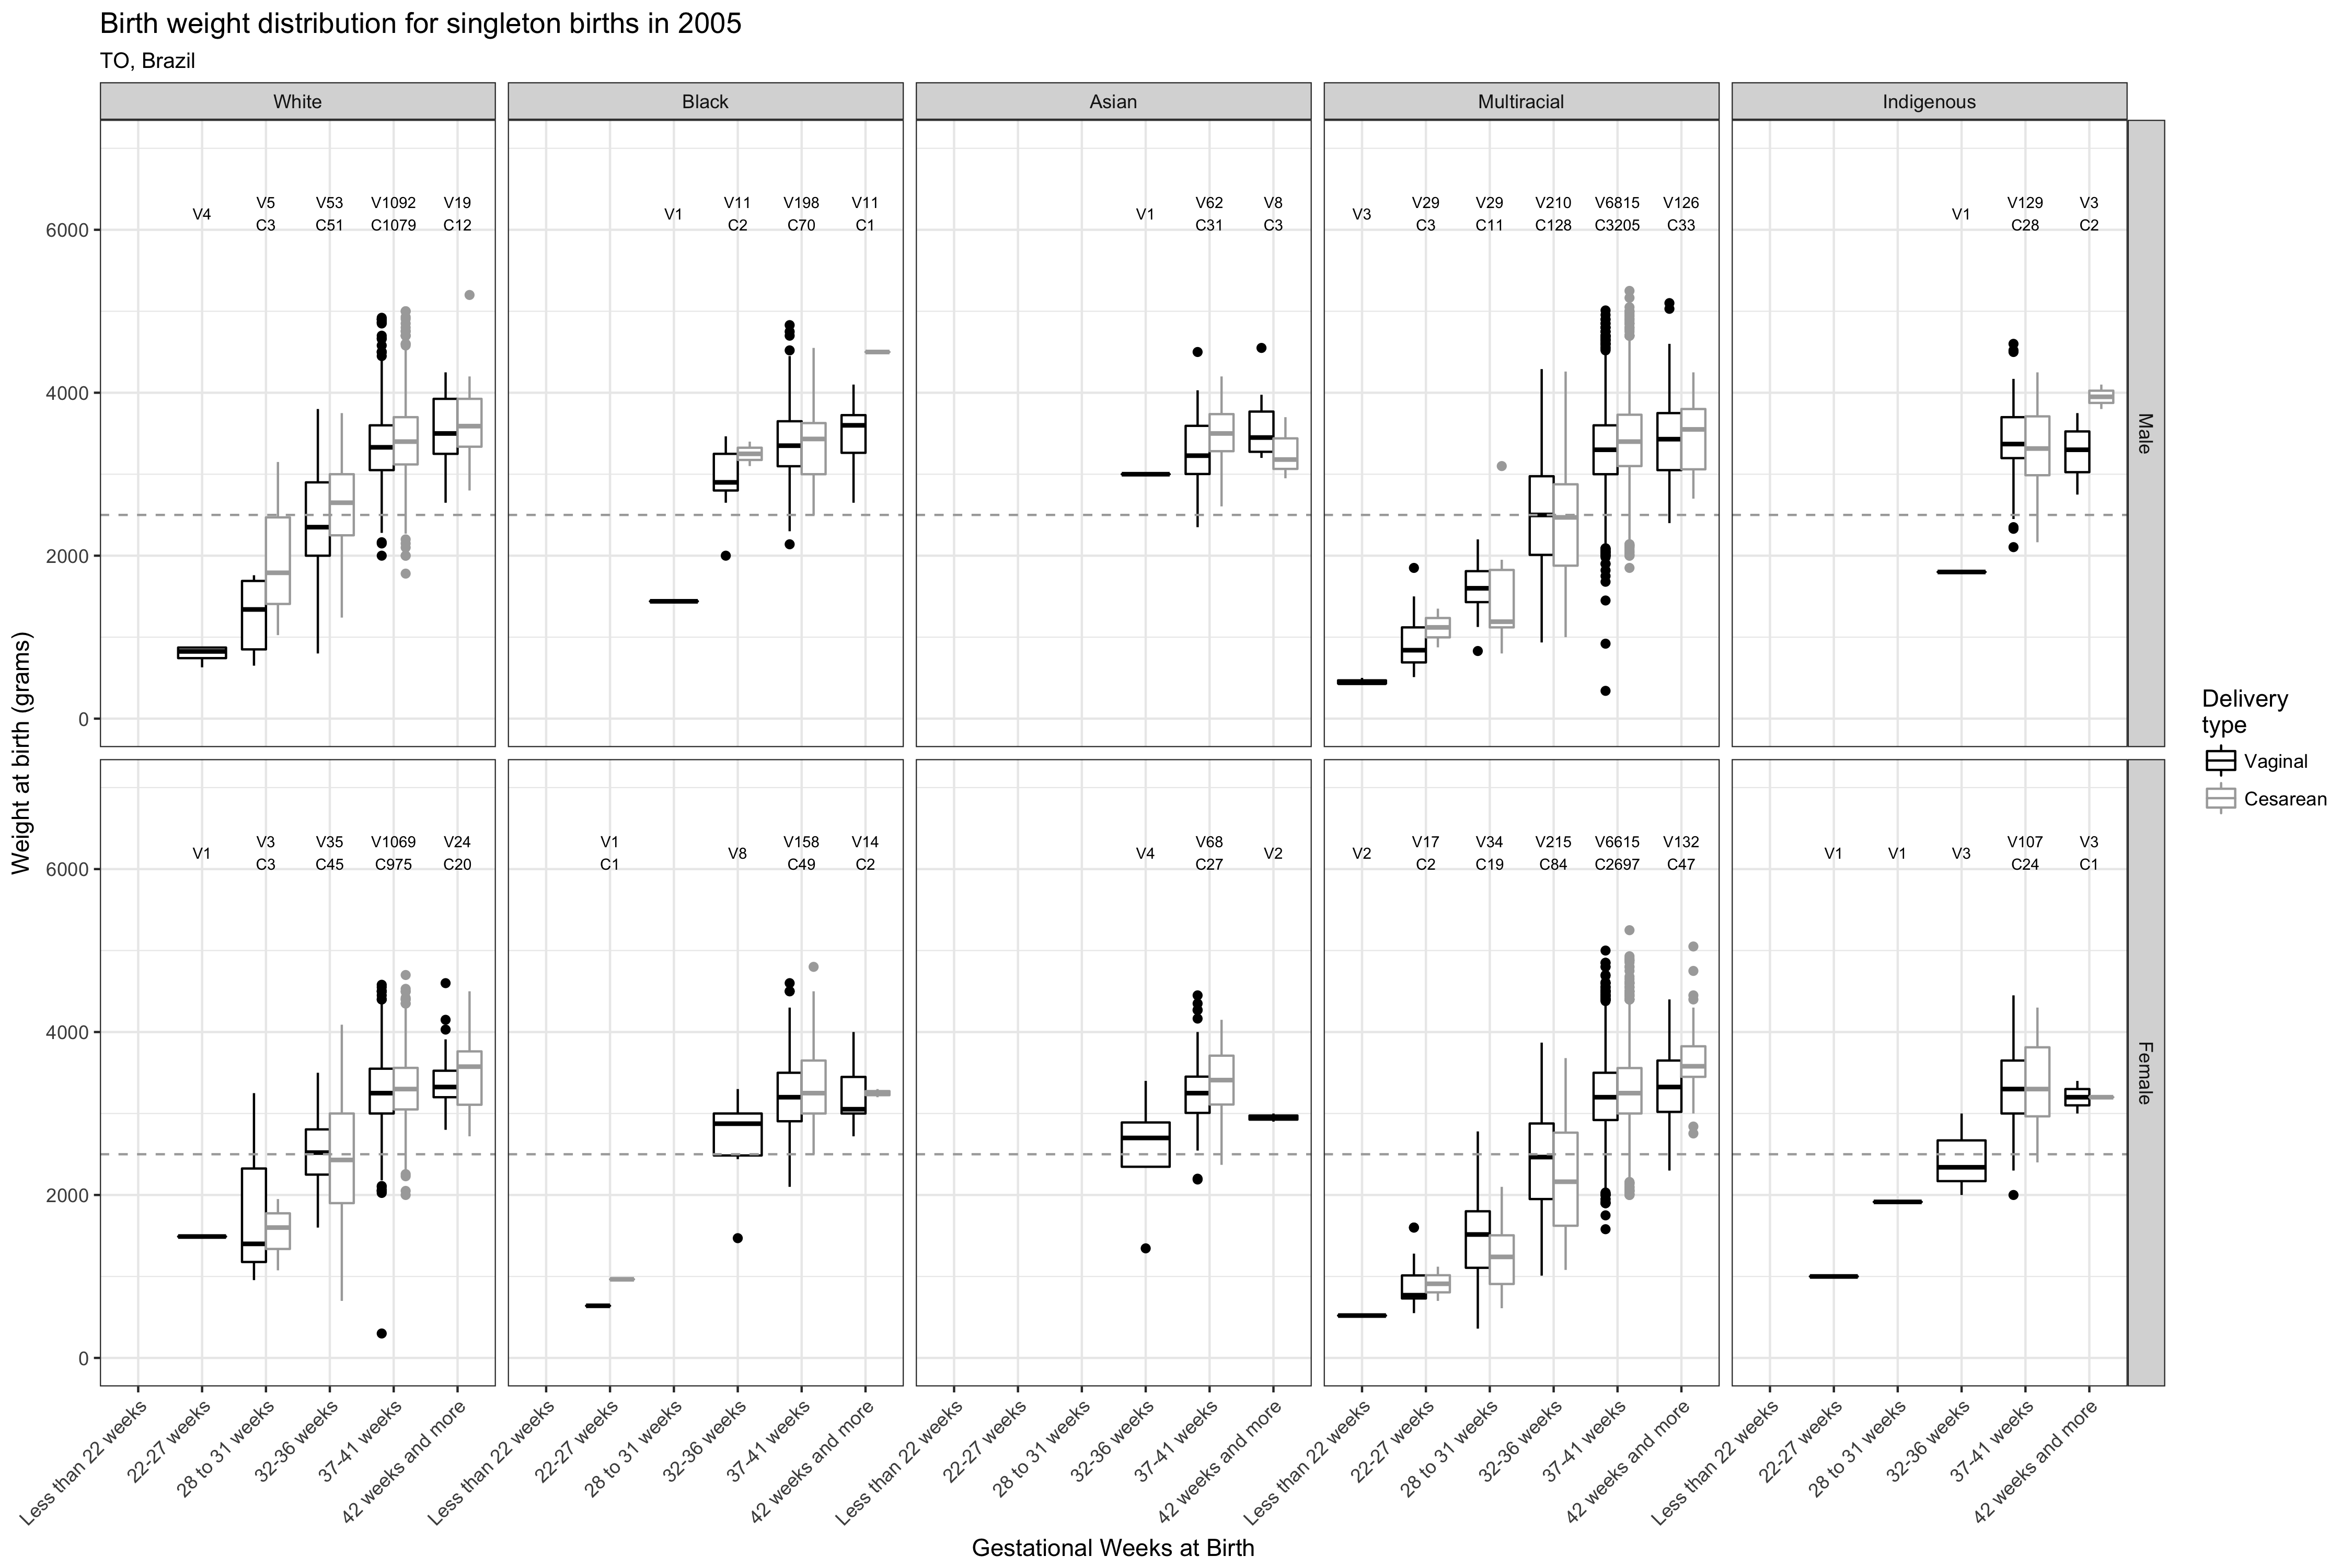 Birth weight distribution for singleton births in 2005
TO, Brazil
White Black Asian Multiracial Indigenous
V5 V53 V1092 V19 V11 V198 V11 V62 V8 V29 V29 V210 V6815 V126 V129 V3
V4 V1 V1 V3 V1
C3 C51 C1079 C12 C2 C70 C1 C31 C3 C3 C11 C128 C3205 C33 C28 C2
6000
4000
2000
0
Male
V3 V35 V1069 V24 V1 V158 V14 V68 V17 V34 V215 V6615 V132 V107 V3
V1 V8 V4 V2 V2 V1 V1 V3
C3 C45 C975 C20 C1 C49 C2 C27 C2 C19 C84 C2697 C47 C24 C1
6000
4000
2000
0
Female
Weight at birth (grams)
Less than 22 weeks 22-27 weeks 28 to 31 weeks 32-36 weeks 37-41 weeks 42 weeks and more
Less than 22 weeks 22-27 weeks 28 to 31 weeks 32-36 weeks 37-41 weeks 42 weeks and more
Less than 22 weeks 22-27 weeks 28 to 31 weeks 32-36 weeks 37-41 weeks 42 weeks and more
Less than 22 weeks 22-27 weeks 28 to 31 weeks 32-36 weeks 37-41 weeks 42 weeks and more
Less than 22 weeks 22-27 weeks 28 to 31 weeks 32-36 weeks 37-41 weeks 42 weeks and more
Gestational Weeks at Birth
Delivery
type
Vaginal
Cesarean